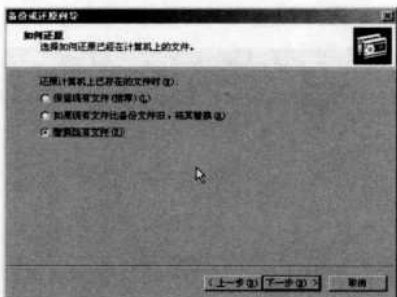 备份或还原向导
如何还原
选择如何还原已经在计算机上的文件。
还原计算机上已存在的文件时(W):
保留现有文件(推荐)(L)
如果现有文件比备份文件旧，将其替换(R)
替换现有文件(E)
<上一步(B) 下一步(N)> 取消